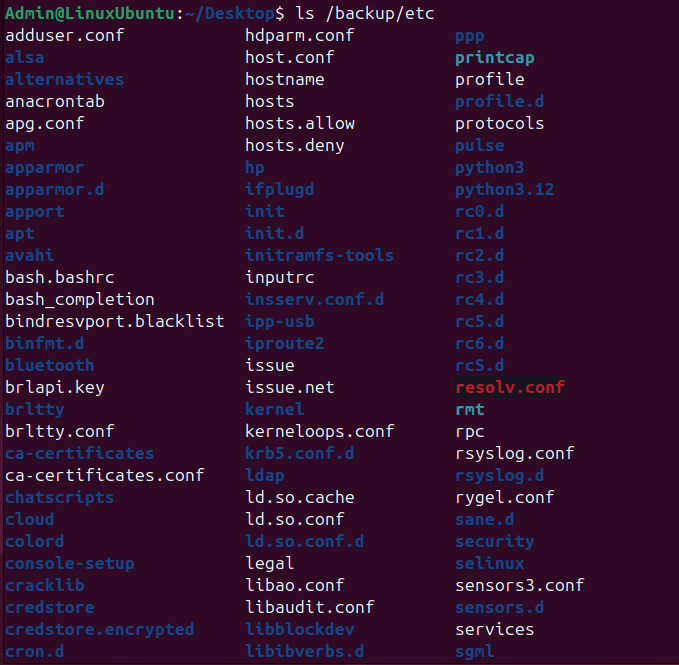 Admin@LinuxUbuntu:~/Desktop$ ls /backup/etc
adduser.conf hdparm.conf ppp
alsa host.conf printcap
alternatives hostname profile
anacrontab hosts profile.d
apg.conf hosts.allow protocols
apm hosts.deny pulse
apparmor hp python3
apparmor.d ifplugd python3.12
apport init rc0.d
apt init.d rc1.d
avahi initramfs-tools rc2.d
bash.bashrc inputrc rc3.d
bash_completion insserv.conf.d rc4.d
bindresvport.blacklist ipp-usb rc5.d
binfmt.d iproute2 rc6.d
bluetooth issue rcS.d
brlapi.key issue.net resolv.conf
brltty kernel rmt
brltty.conf kerneloops.conf rpc
ca-certificates krb5.conf.d rsyslog.conf
ca-certificates.conf ldap rsyslog.d
chatscripts ld.so.cache rygel.conf
cloud ld.so.conf sane.d
colord ld.so.conf.d security
console-setup legal selinux
cracklib libao.conf sensors3.conf
credstore libaudit.conf sensors.d
credstore.encrypted libblockdev services
cron.d libibverbs.d sgml